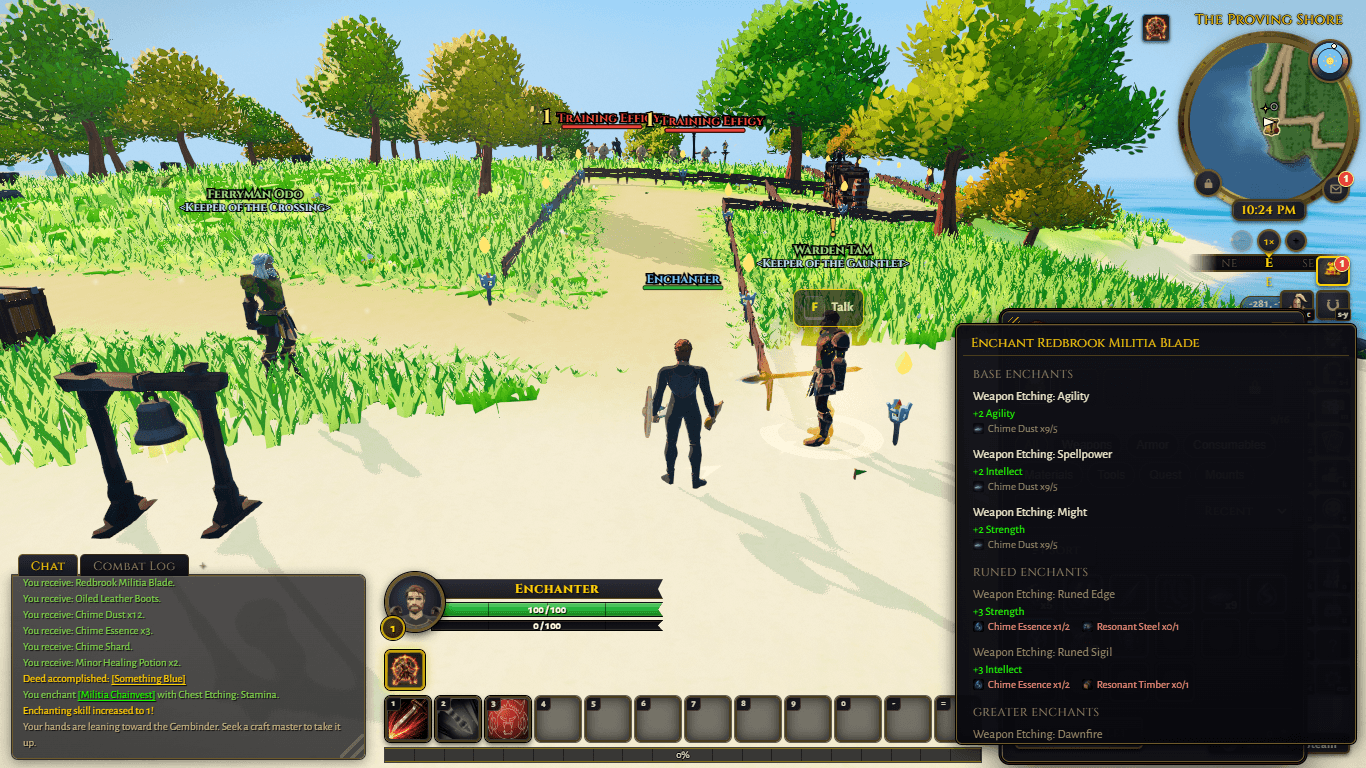 The Proving Shore
1 Training Effigy
1 Training Effigy
Ferryman Odo
<Keeper of the Crossing>
Warden Tam
<Keeper of the Gauntlet>
Enchanter
F Talk
1
10:24 PM
1x
NE E SE
1
-281, -
c
s-y
Enchant Redbrook Militia Blade
Base Enchants
Weapon Etching: Agility
+2 Agility
Chime Dust x9/5
Weapon Etching: Spellpower
+2 Intellect
Chime Dust x9/5
Weapon Etching: Might
+2 Strength
Chime Dust x9/5
Runed Enchants
Weapon Etching: Runed Edge
+3 Strength
Chime Essence x1/2 Resonant Steel x0/1
Weapon Etching: Runed Sigil
+3 Intellect
Chime Essence x1/2 Resonant Timber x0/1
Greater Enchants
Weapon Etching: Dawnfire
Chat Combat Log +
You receive: Redbrook Militia Blade.
You receive: Oiled Leather Boots.
You receive: Chime Dust x12.
You receive: Chime Essence x3.
You receive: Chime Shard.
You receive: Minor Healing Potion x2.
Deed accomplished: [Something Blue]
You enchant [Militia Chainvest] with Chest Etching: Stamina.
Enchanting skill increased to 1!
Your hands are leaning toward the Gembinder. Seek a craft master to take it
up.
Enchanter
100 / 100
0 / 100
1
1 2 3 4 5 6 7 8 9 0 - =
0%